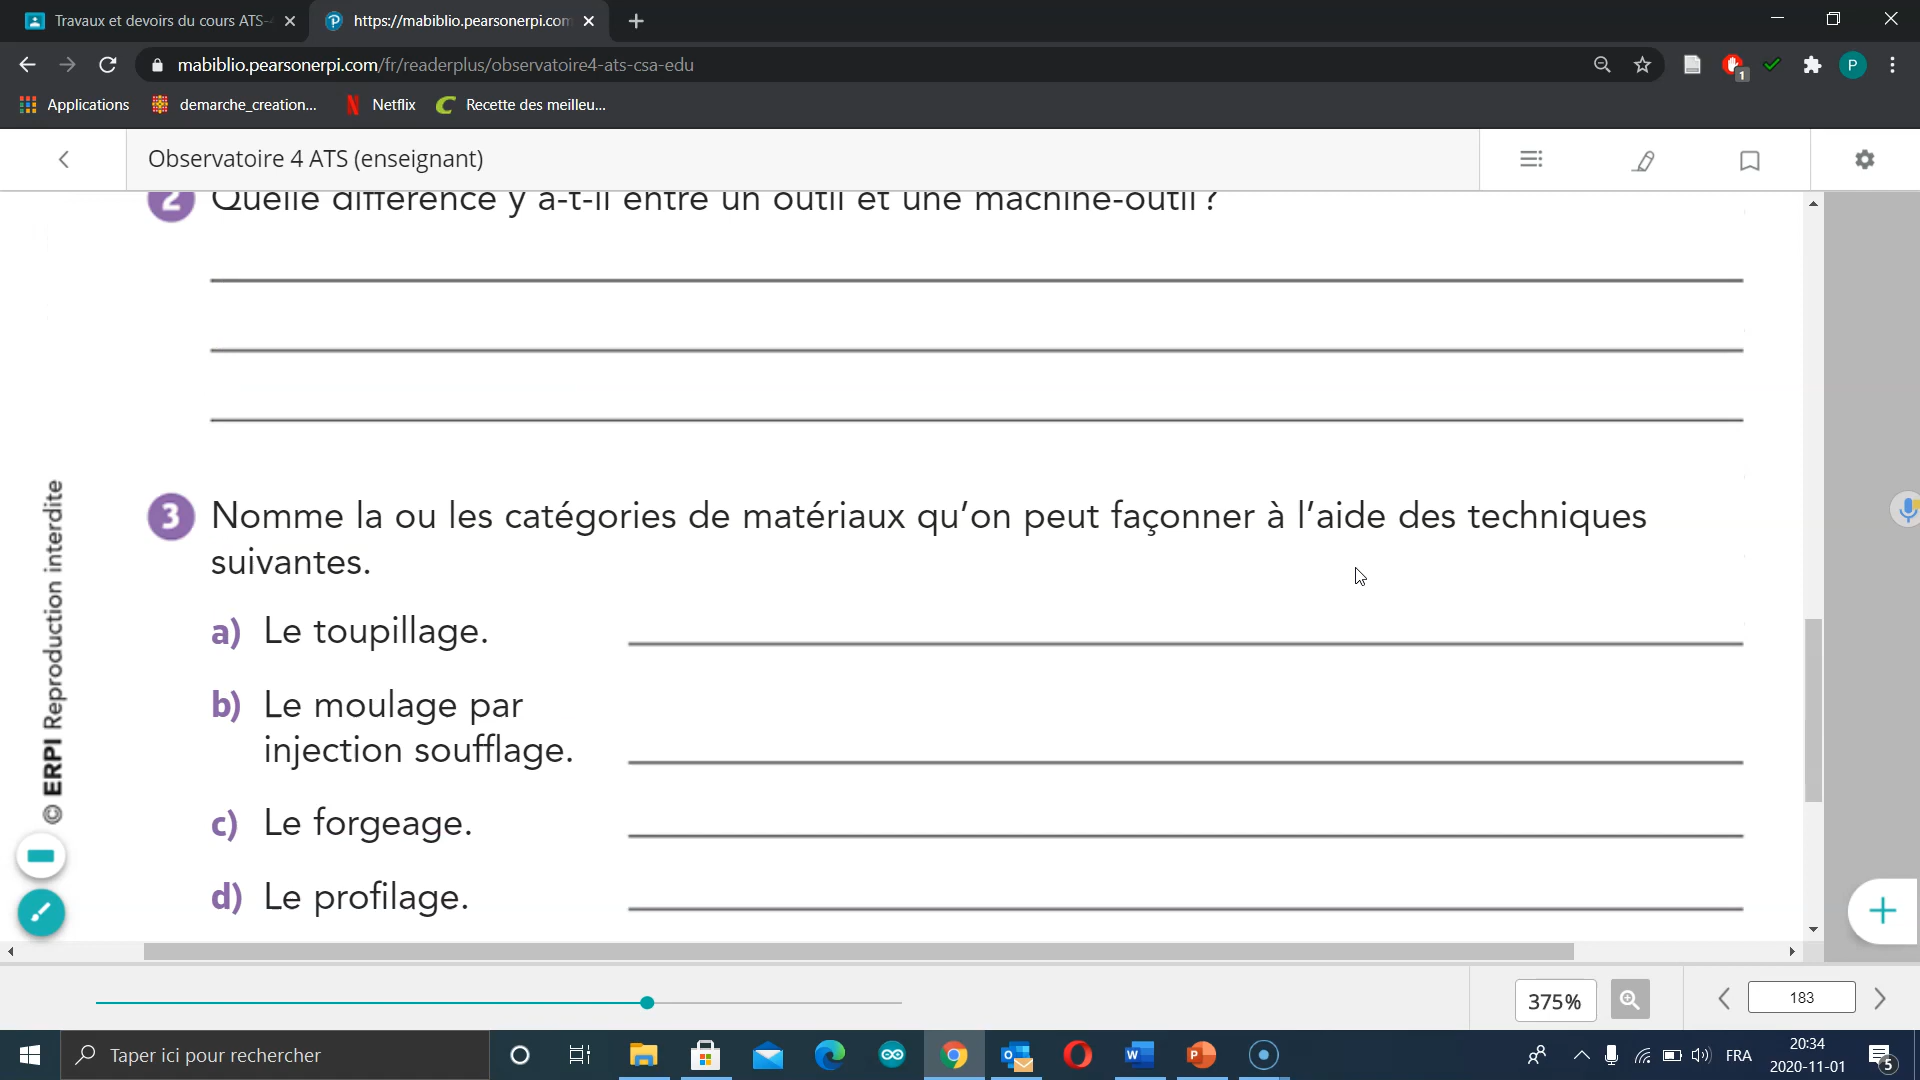 Travaux et devoirs du cours ATS-
https://mabiblio.pearsonerpi.com
mabiblio.pearsonerpi.com/fr/readerplus/observatoire4-ats-csa-edu
1
P
Applications
demarche_creation...
Netflix
Recette des meilleu...
Observatoire 4 ATS (enseignant)
2 Quelle différence y a-t-il entre un outil et une machine-outil ?
3 Nomme la ou les catégories de matériaux qu’on peut façonner à l’aide des techniques
suivantes.
a) Le toupillage.
b) Le moulage par
injection soufflage.
c) Le forgeage.
d) Le profilage.
© ERPI Reproduction interdite
375%
183
Taper ici pour rechercher
FRA
20:34
2020-11-01
5